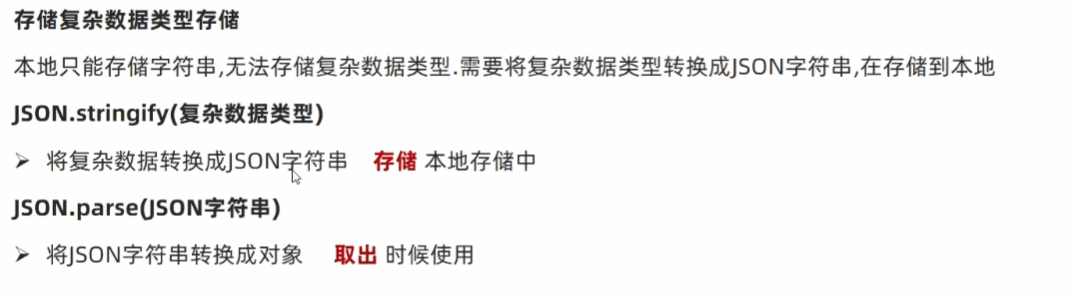 存储复杂数据类型存储
本地只能存储字符串,无法存储复杂数据类型.需要将复杂数据类型转换成JSON字符串,在存储到本地
JSON.stringify(复杂数据类型)
➢ 将复杂数据转换成JSON字符串 存储 本地存储中
JSON.parse(JSON字符串)
➢ 将JSON字符串转换成对象 取出 时候使用